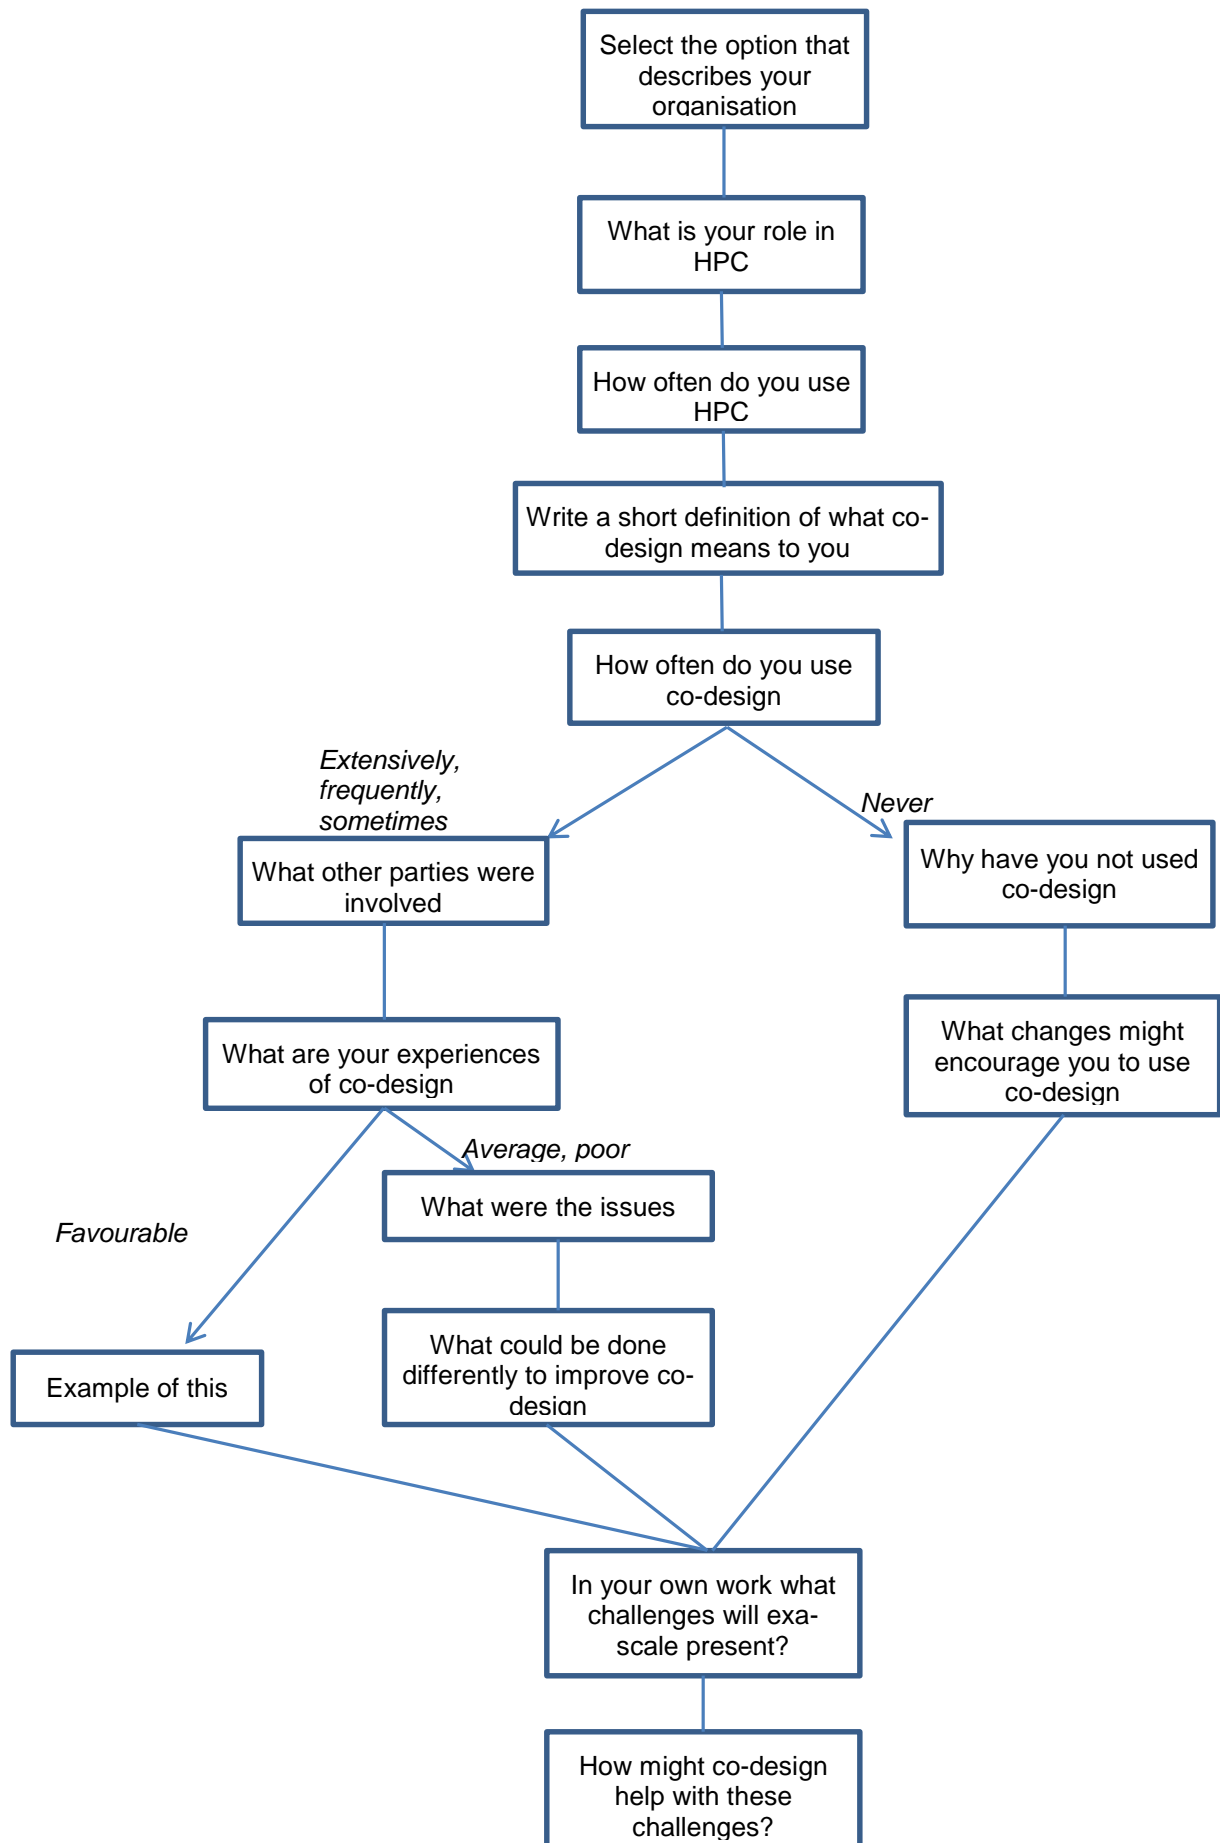 Select the option that
describes your
organisation
What is your role in
HPC
How often do you use
HPC
Write a short definition of what co-
design means to you
How often do you use
co-design
Extensively,
frequently,
sometimes
Never
What other parties were
involved
Why have you not used
co-design
What are your experiences
of co-design
What changes might
encourage you to use
co-design
Average, poor
What were the issues
Favourable
What could be done
differently to improve co-
design
Example of this
In your own work what
challenges will exa-
scale present?
How might co-design
help with these
challenges?